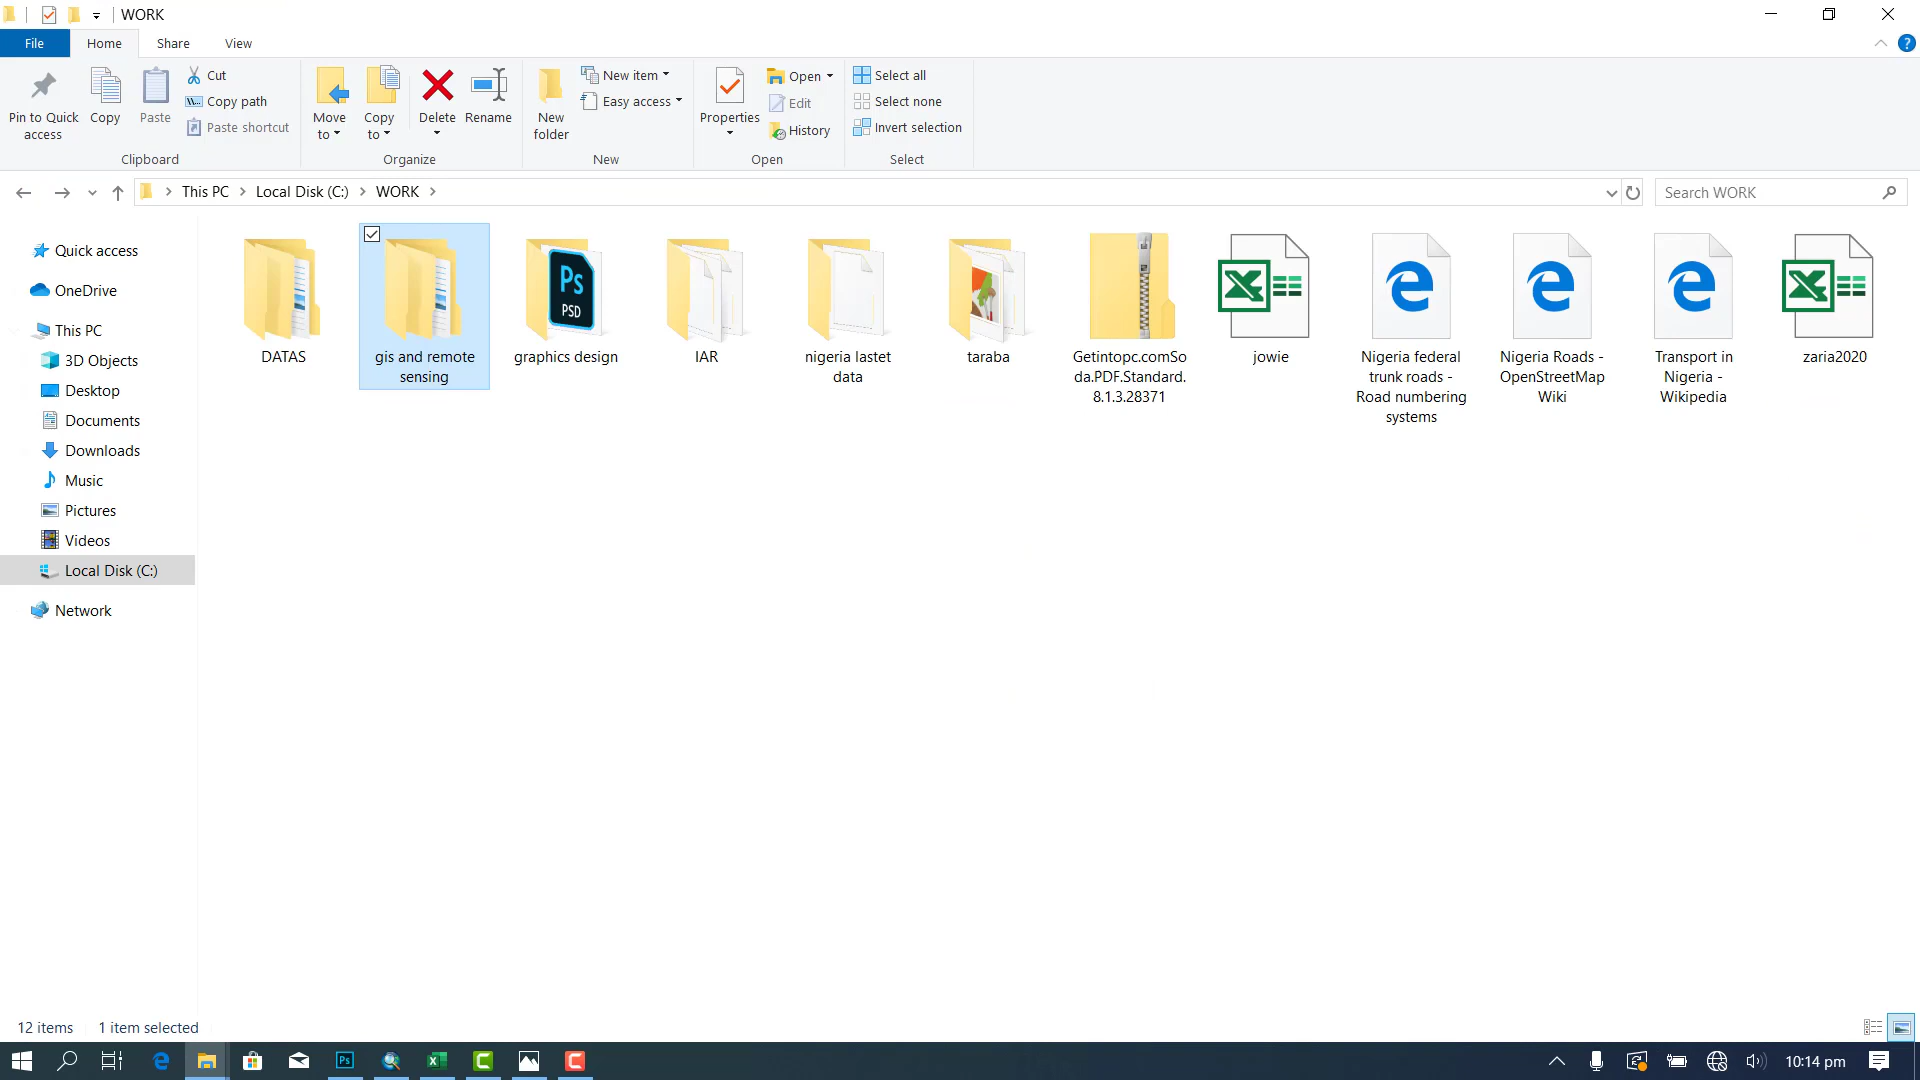 WORK
File
Home
Share
View
Pin to Quick
access
Copy
Paste
Cut
Copy path
Paste shortcut
Clipboard
Move
to
Copy
to
Delete
Rename
Organize
New
folder
New item
Easy access
New
Properties
Open
Edit
History
Open
Select all
Select none
Invert selection
Select
This PC
Local Disk (C:)
WORK
Search WORK
Quick access
OneDrive
This PC
3D Objects
Desktop
Documents
Downloads
Music
Pictures
Videos
Local Disk (C:)
Network
DATAS
gis and remote
sensing
Ps
PSD
graphics design
IAR
nigeria lastet
data
taraba
Getintopc.comSo
da.PDF.Standard.
8.1.3.28371
jowie
Nigeria federal
trunk roads -
Road numbering
systems
Nigeria Roads -
OpenStreetMap
Wiki
Transport in
Nigeria -
Wikipedia
zaria2020
12 items
1 item selected
Ps
10:14 pm